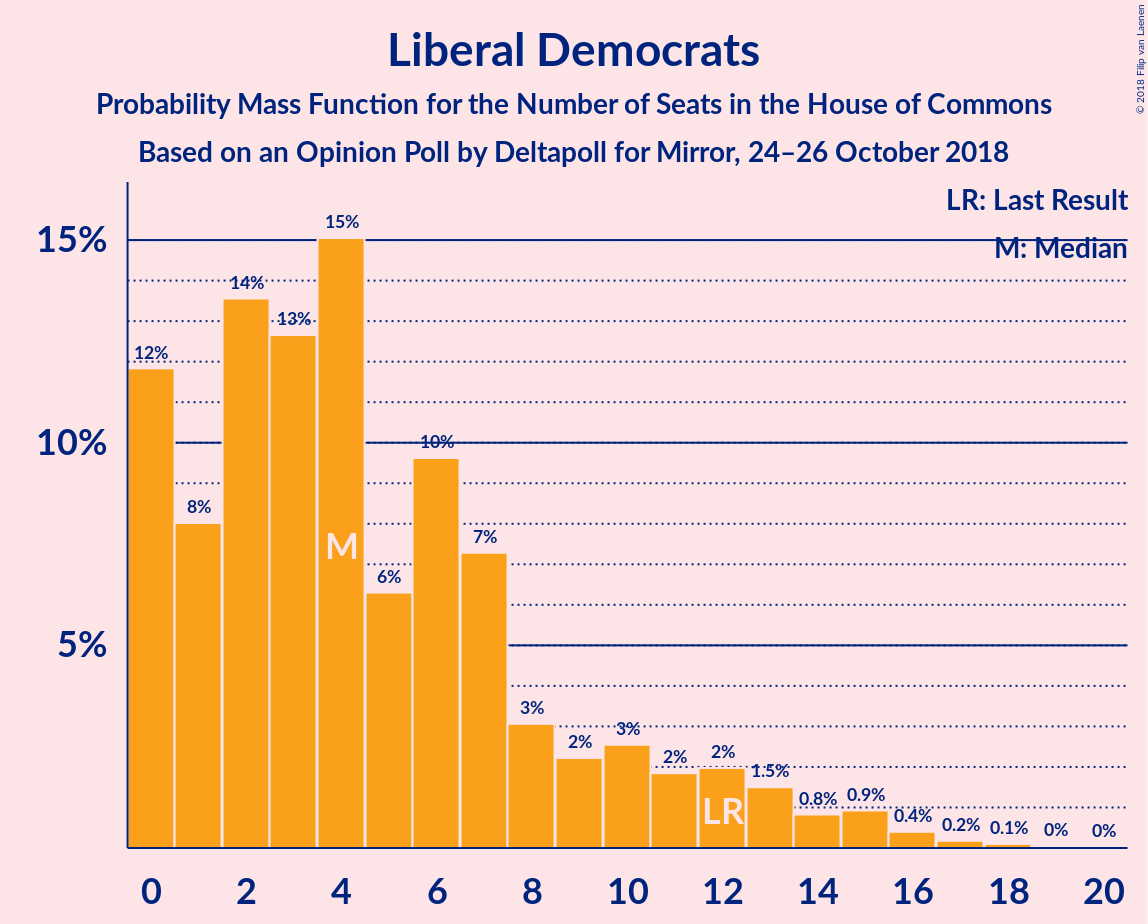 Liberal Democrats
Probability Mass Function for the Number of Seats in the House of Commons
Based on an Opinion Poll by Deltapoll for Mirror, 24–26 October 2018
© 2018 Filip van Laenen
LR: Last Result
M: Median
15%
10%
5%
12%
8%
14%
13%
15%
6%
10%
7%
3%
2%
3%
2%
2%
1.5%
0.8%
0.9%
0.4%
0.2%
0.1%
0%
0%
M
LR
0 2 4 6 8 10 12 14 16 18 20